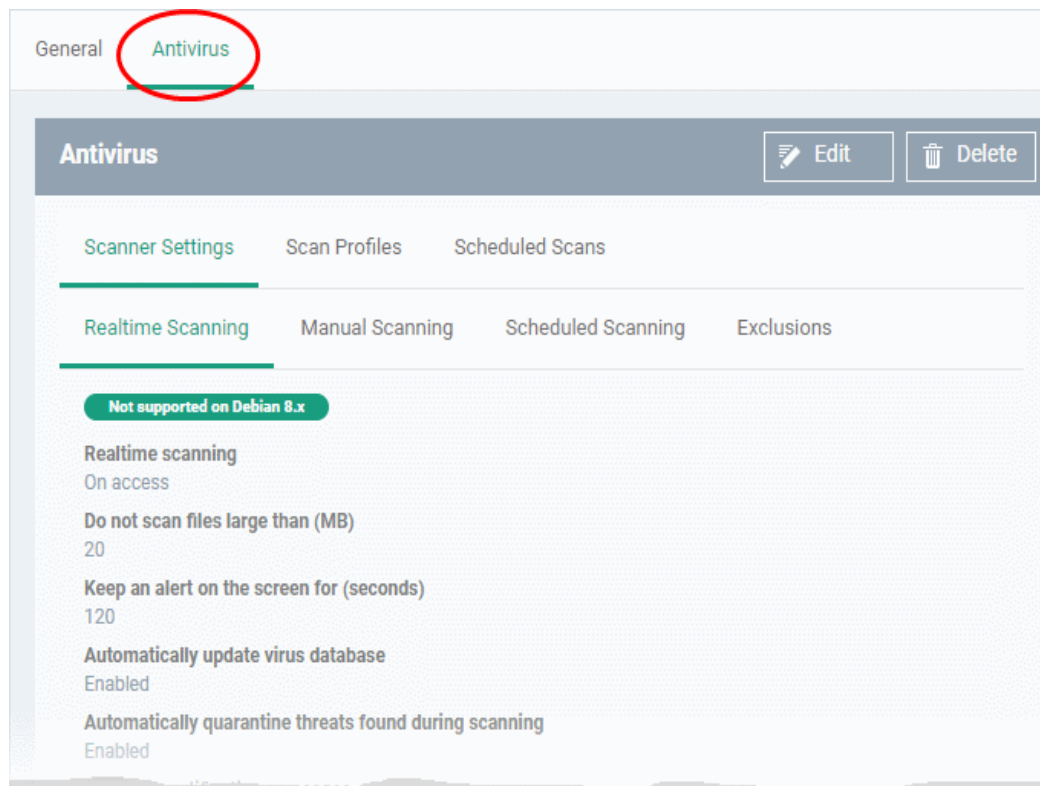 General Antivirus
Antivirus Edit Delete
Scanner Settings Scan Profiles Scheduled Scans
Realtime Scanning Manual Scanning Scheduled Scanning Exclusions
Not supported on Debian 8.x
Realtime scanning
On access
Do not scan files large than (MB)
20
Keep an alert on the screen for (seconds)
120
Automatically update virus database
Enabled
Automatically quarantine threats found during scanning
Enabled